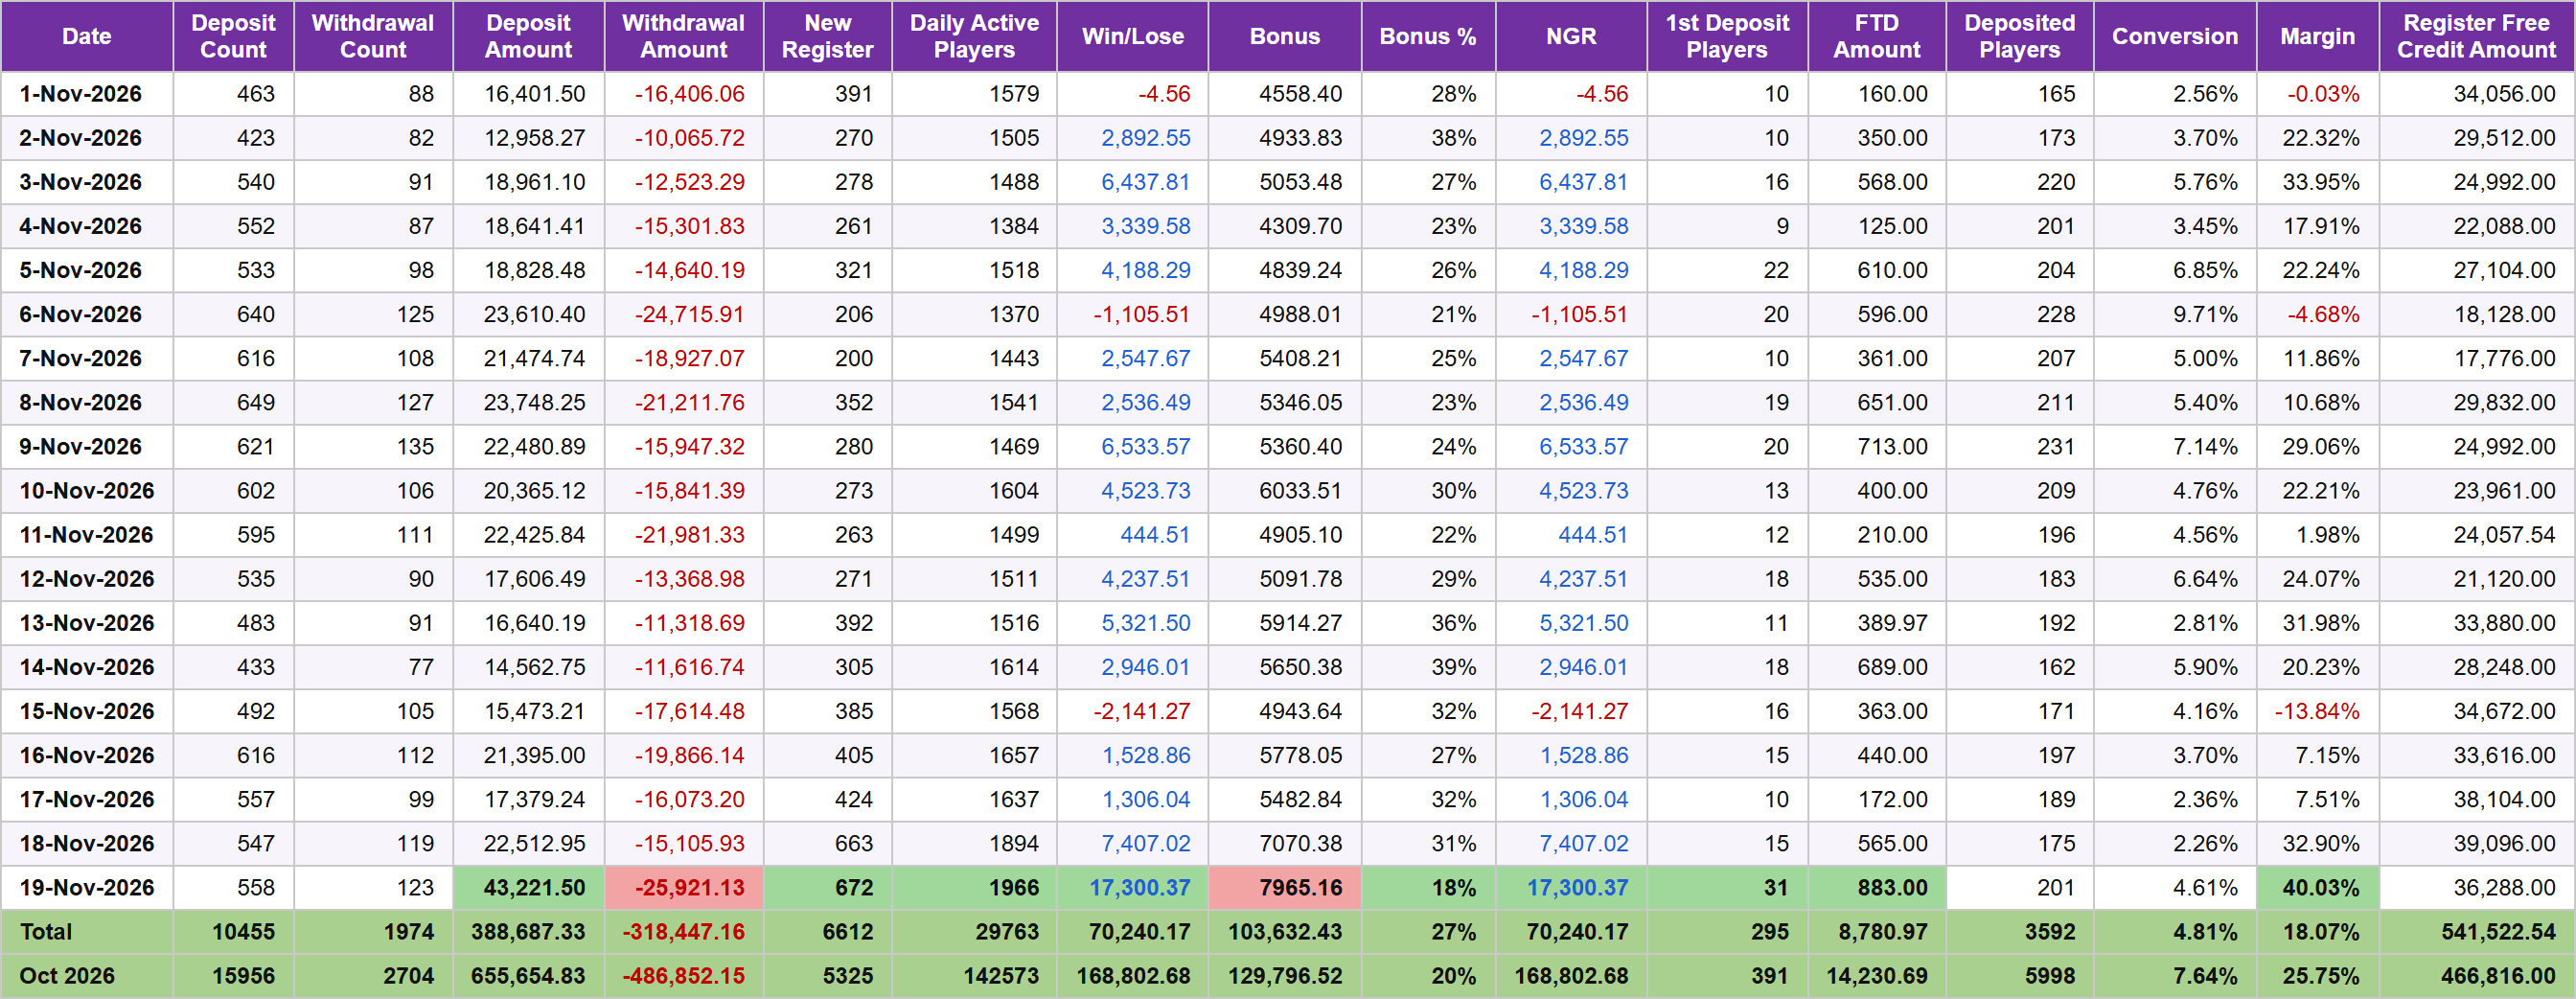 Date Deposit Count Withdrawal Count Deposit Amount Withdrawal Amount New Register Daily Active Players Win/Lose Bonus Bonus % NGR 1st Deposit Players FTD Amount Deposited Players Conversion Margin Register Free Credit Amount
1-Nov-2026 463 88 16,401.50 -16,406.06 391 1579 -4.56 4558.40 28% -4.56 10 160.00 165 2.56% -0.03% 34,056.00
2-Nov-2026 423 82 12,958.27 -10,065.72 270 1505 2,892.55 4933.83 38% 2,892.55 10 350.00 173 3.70% 22.32% 29,512.00
3-Nov-2026 540 91 18,961.10 -12,523.29 278 1488 6,437.81 5053.48 27% 6,437.81 16 568.00 220 5.76% 33.95% 24,992.00
4-Nov-2026 552 87 18,641.41 -15,301.83 261 1384 3,339.58 4309.70 23% 3,339.58 9 125.00 201 3.45% 17.91% 22,088.00
5-Nov-2026 533 98 18,828.48 -14,640.19 321 1518 4,188.29 4839.24 26% 4,188.29 22 610.00 204 6.85% 22.24% 27,104.00
6-Nov-2026 640 125 23,610.40 -24,715.91 206 1370 -1,105.51 4988.01 21% -1,105.51 20 596.00 228 9.71% -4.68% 18,128.00
7-Nov-2026 616 108 21,474.74 -18,927.07 200 1443 2,547.67 5408.21 25% 2,547.67 10 361.00 207 5.00% 11.86% 17,776.00
8-Nov-2026 649 127 23,748.25 -21,211.76 352 1541 2,536.49 5346.05 23% 2,536.49 19 651.00 211 5.40% 10.68% 29,832.00
9-Nov-2026 621 135 22,480.89 -15,947.32 280 1469 6,533.57 5360.40 24% 6,533.57 20 713.00 231 7.14% 29.06% 24,992.00
10-Nov-2026 602 106 20,365.12 -15,841.39 273 1604 4,523.73 6033.51 30% 4,523.73 13 400.00 209 4.76% 22.21% 23,961.00
11-Nov-2026 595 111 22,425.84 -21,981.33 263 1499 444.51 4905.10 22% 444.51 12 210.00 196 4.56% 1.98% 24,057.54
12-Nov-2026 535 90 17,606.49 -13,368.98 271 1511 4,237.51 5091.78 29% 4,237.51 18 535.00 183 6.64% 24.07% 21,120.00
13-Nov-2026 483 91 16,640.19 -11,318.69 392 1516 5,321.50 5914.27 36% 5,321.50 11 389.97 192 2.81% 31.98% 33,880.00
14-Nov-2026 433 77 14,562.75 -11,616.74 305 1614 2,946.01 5650.38 39% 2,946.01 18 689.00 162 5.90% 20.23% 28,248.00
15-Nov-2026 492 105 15,473.21 -17,614.48 385 1568 -2,141.27 4943.64 32% -2,141.27 16 363.00 171 4.16% -13.84% 34,672.00
16-Nov-2026 616 112 21,395.00 -19,866.14 405 1657 1,528.86 5778.05 27% 1,528.86 15 440.00 197 3.70% 7.15% 33,616.00
17-Nov-2026 557 99 17,379.24 -16,073.20 424 1637 1,306.04 5482.84 32% 1,306.04 10 172.00 189 2.36% 7.51% 38,104.00
18-Nov-2026 547 119 22,512.95 -15,105.93 663 1894 7,407.02 7070.38 31% 7,407.02 15 565.00 175 2.26% 32.90% 39,096.00
19-Nov-2026 558 123 43,221.50 -25,921.13 672 1966 17,300.37 7965.16 18% 17,300.37 31 883.00 201 4.61% 40.03% 36,288.00
Total 10455 1974 388,687.33 -318,447.16 6612 29763 70,240.17 103,632.43 27% 70,240.17 295 8,780.97 3592 4.81% 18.07% 541,522.54
Oct 2026 15956 2704 655,654.83 -486,852.15 5325 142573 168,802.68 129,796.52 20% 168,802.68 391 14,230.69 5998 7.64% 25.75% 466,816.00